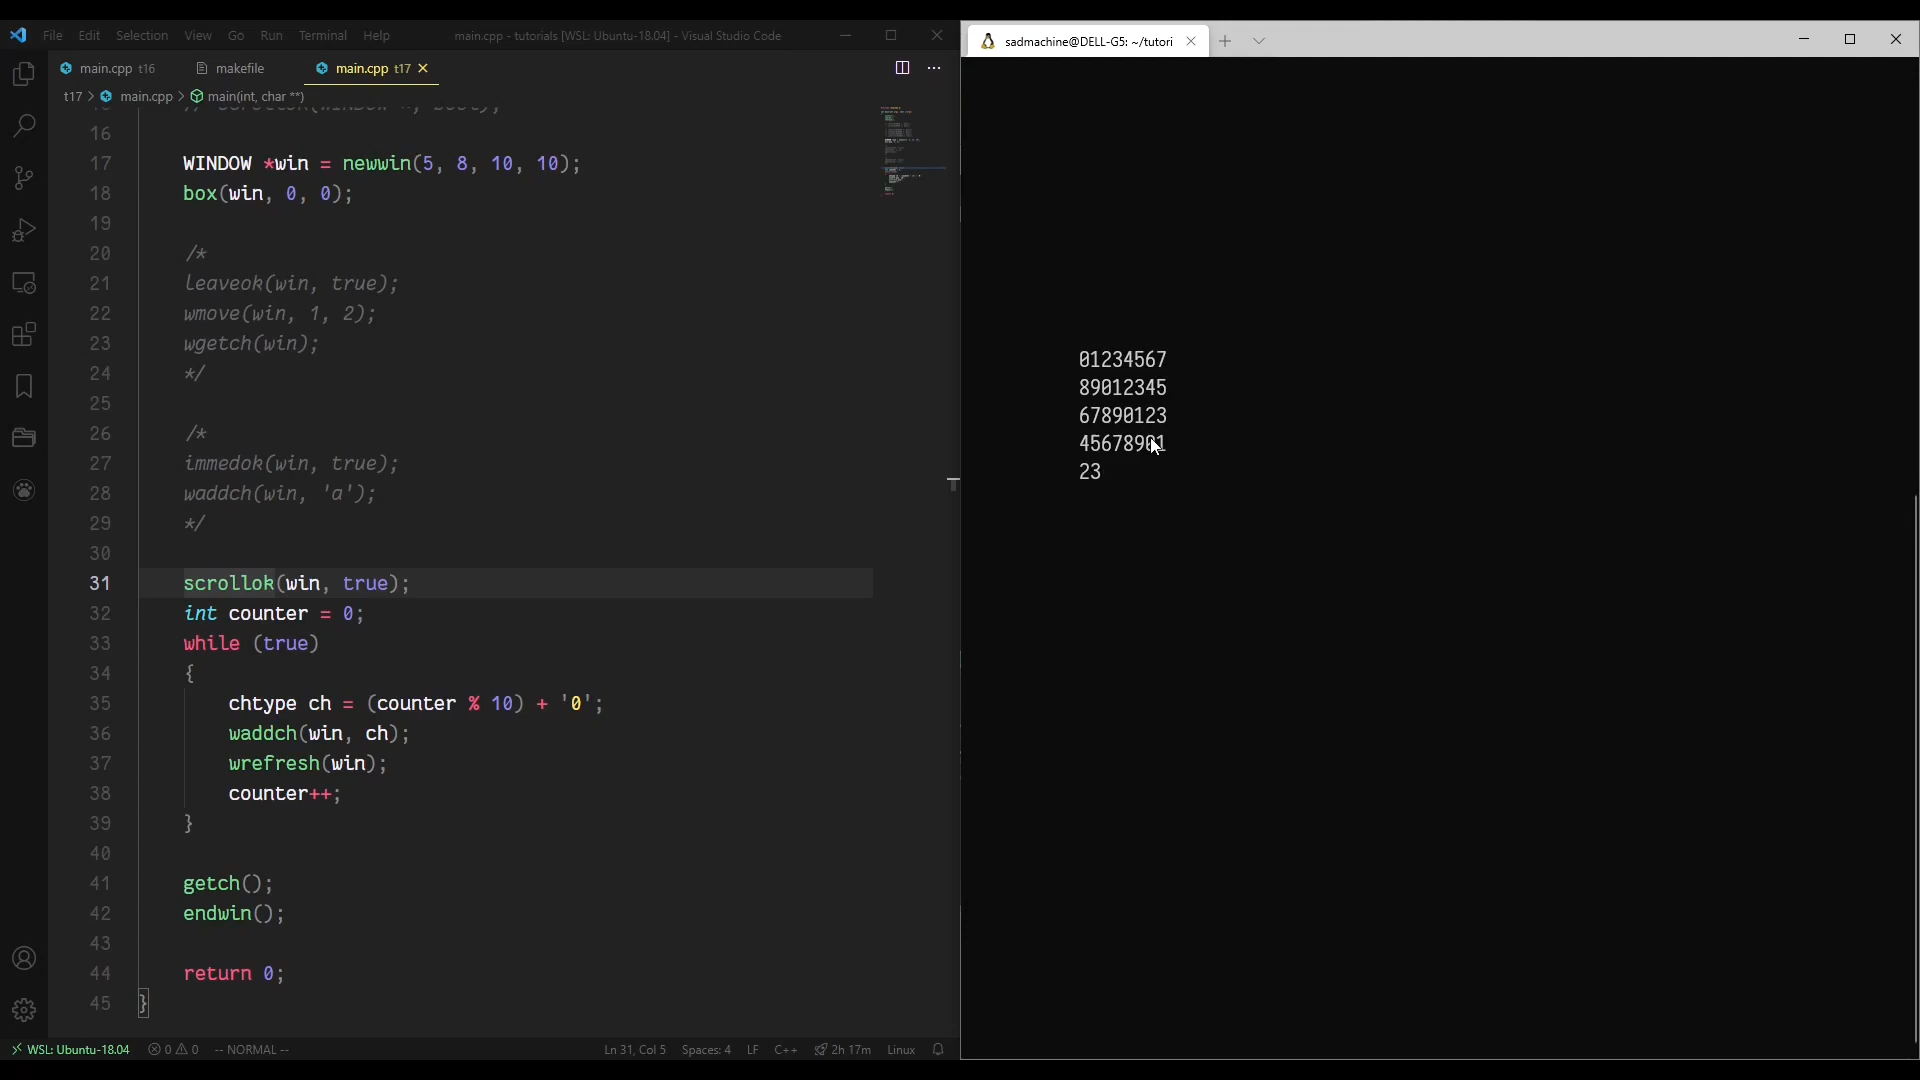 File Edit Selection View Go Run Terminal Help
main.cpp - tutorials [WSL: Ubuntu-18.04] - Visual Studio Code
main.cpp t16
makefile
main.cpp t17
t17 > main.cpp > main(int, char **)
16
17 WINDOW *win = newwin(5, 8, 10, 10);
18 box(win, 0, 0);
19
20 /*
21 leaveok(win, true);
22 wmove(win, 1, 2);
23 wgetch(win);
24 */
25
26 /*
27 immedok(win, true);
28 waddch(win, 'a');
29 */
30
31 scrollok(win, true);
32 int counter = 0;
33 while (true)
34 {
35 chtype ch = (counter % 10) + '0';
36 waddch(win, ch);
37 wrefresh(win);
38 counter++;
39 }
40
41 getch();
42 endwin();
43
44 return 0;
45 }
WSL: Ubuntu-18.04 0 0 -- NORMAL -- Ln 31, Col 5 Spaces: 4 LF C++ 2h 17m Linux
sadmachine@DELL-G5: ~/tutori
01234567
89012345
67890123
45678901
23